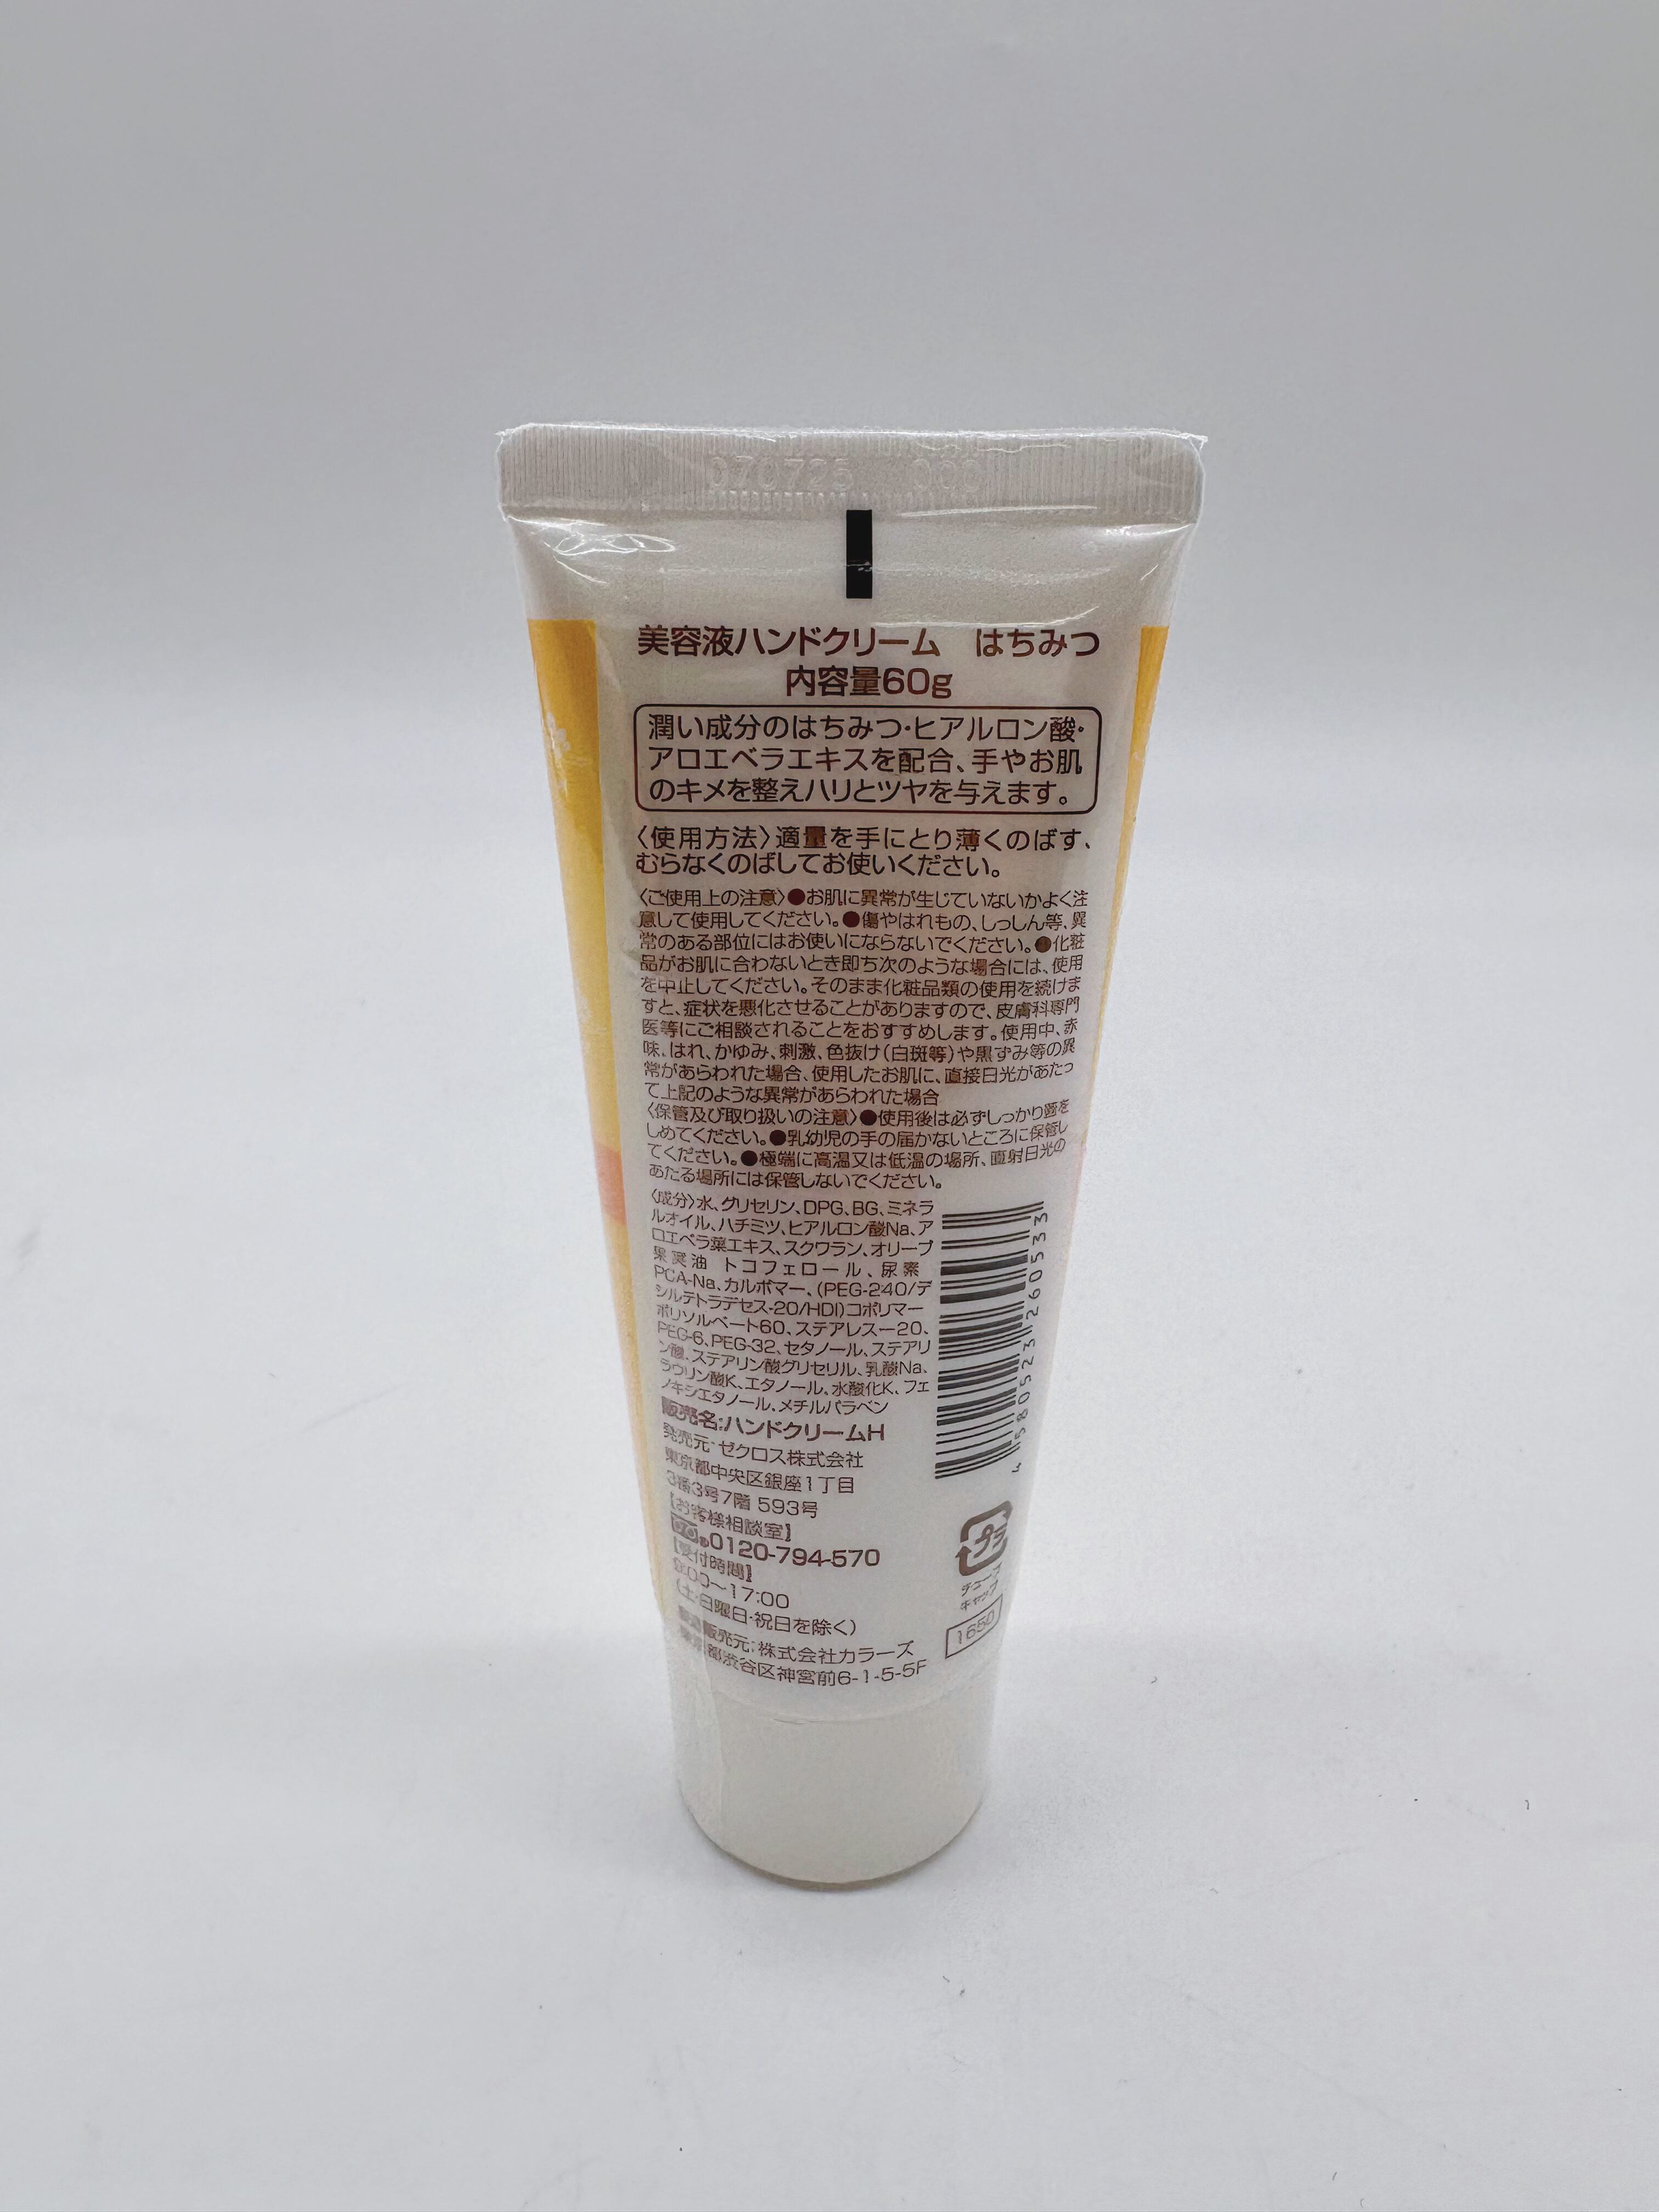 070725 000
美容液ハンドクリーム はちみつ
内容量60g
潤い成分のはちみつ・ヒアルロン酸・
アロエベラエキスを配合、手やお肌
のキメを整えハリとツヤを与えます。
〈使用方法〉適量を手にとり薄くのばす、
むらなくのばしてお使いください。
〈ご使用上の注意〉●お肌に異常が生じていないかよく注
意して使用してください。●傷やはれもの、しっしん等、異
常のある部位にはお使いにならないでください。●化粧
品がお肌に合わないとき即ち次のような場合には、使用
を中止してください。そのまま化粧品類の使用を続けま
すと、症状を悪化させることがありますので、皮膚科専門
医等にご相談されることをおすすめします。使用中、赤
味、はれ、かゆみ、刺激、色抜け(白斑等)や黒ずみ等の異
常があらわれた場合、使用したお肌に、直接日光があたっ
て上記のような異常があらわれた場合
〈保管及び取り扱いの注意〉●使用後は必ずしっかり蓋を
しめてください。●乳幼児の手の届かないところに保管し
てください。●極端に高温又は低温の場所、直射日光の
あたる場所には保管しないでください。
〈成分〉水、グリセリン、DPG、BG、ミネラ
ルオイル、ハチミツ、ヒアルロン酸Na、ア
ロエベラ葉エキス、スクワラン、オリーブ
果実油 トコフェロール、尿素
PCA-Na、カルボマー、(PEG-240/デ
シルテトラデセス-20/HDI)コポリマー
ポリソルベート60、ステアレスー20、
PEG-6、PEG-32、セタノール、ステアリ
ン酸、ステアリン酸グリセリル、乳酸Na、
ラウリン酸K、エタノール、水酸化K、フェ
ノキシエタノール、メチルパラベン
販売名:ハンドクリームH
発売元:ゼクロス株式会社
東京都中央区銀座1丁目
3番3号7階 593号
【お客様相談室】
0120-794-570
【受付時間】
9:00〜17:00
(土・日曜日・祝日を除く)
販売元:株式会社カラーズ
都渋谷区神宮前6-1-5-5F
4 580523 260533
プラ
チューブ
キャップ
1650